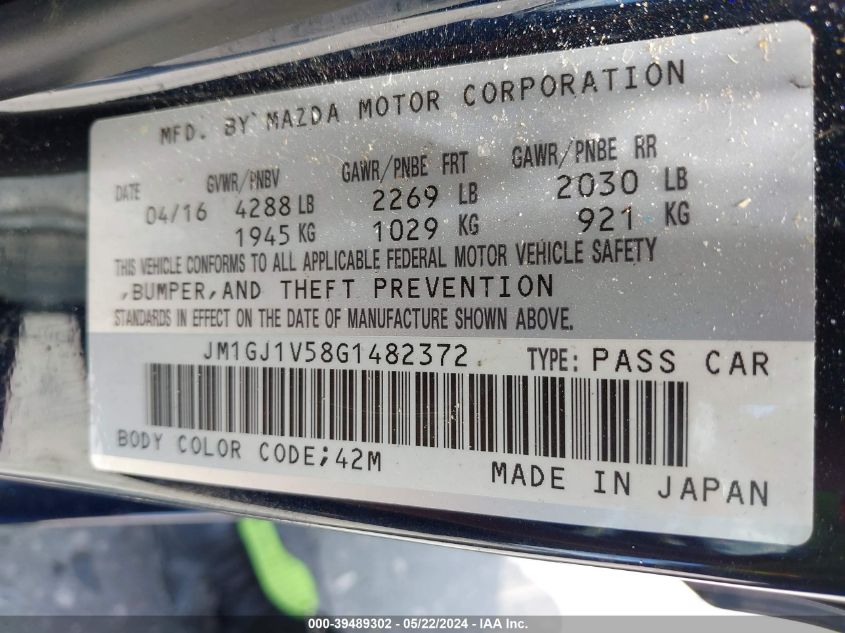 MFD. BY MAZDA MOTOR CORPORATION
DATE GVWR/PNBV GAWR/PNBE FRT GAWR/PNBE RR
04/16 4288 LB 2269 LB 2030 LB
1945 KG 1029 KG 921 KG
THIS VEHICLE CONFORMS TO ALL APPLICABLE FEDERAL MOTOR VEHICLE SAFETY
,BUMPER,AND THEFT PREVENTION
STANDARDS IN EFFECT ON THE DATE OF MANUFACTURE SHOWN ABOVE.
JM1GJ1V58G1482372 TYPE: PASS CAR
BODY COLOR CODE;42M
MADE IN JAPAN
000-39489302 - 05/22/2024 - IAA Inc.